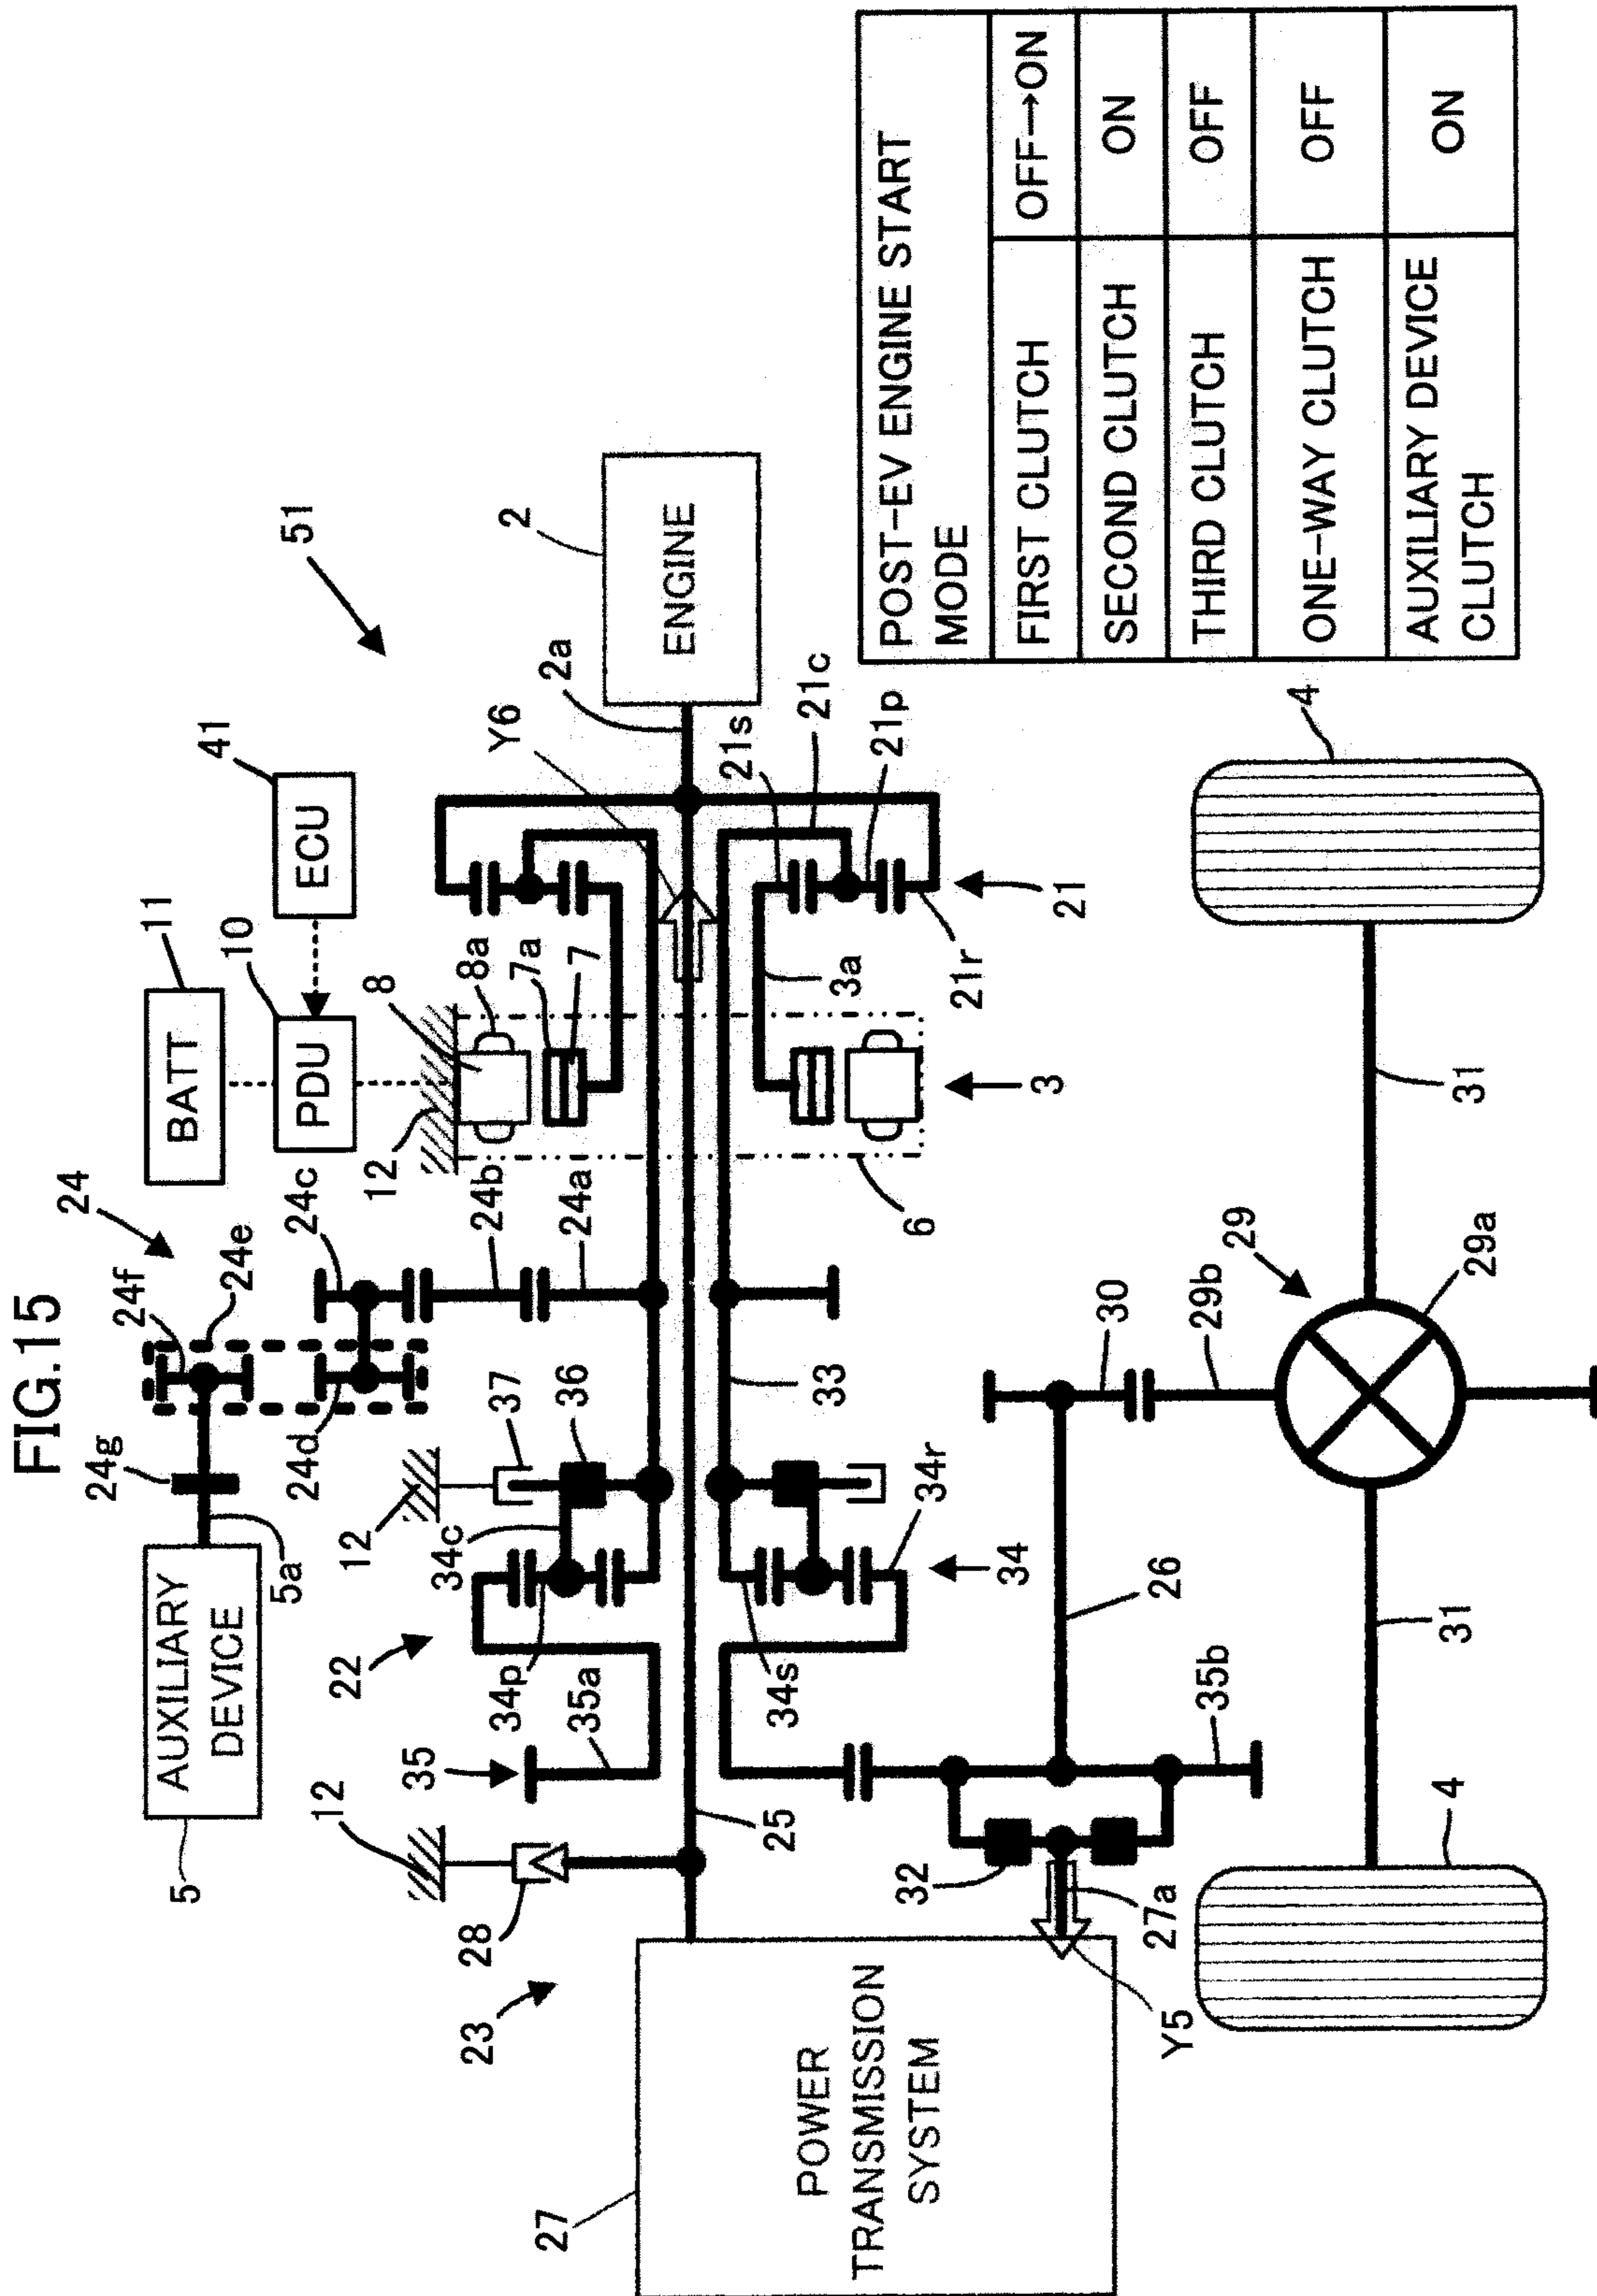 FIG.15
51
24
24f
24e
24c
24g
24d
5a
AUXILIARY
DEVICE
5
BATT
11
PDU
10
ECU
41
12
8
8a
7a
7
24b
24a
37
36
12
34c
22
34p
35a
35
12
28
23
27
POWER
TRANSMISSION
SYSTEM
25
Y6
2a
2
ENGINE
21s
21c
21p
21r
21
3a
3
6
33
34r
34
34s
26
30
29b
29
29a
35b
32
27a
Y5
4
31
31
4
POST-EV ENGINE START
MODE
FIRST CLUTCH OFF→ON
SECOND CLUTCH ON
THIRD CLUTCH OFF
ONE-WAY CLUTCH OFF
AUXILIARY DEVICE
CLUTCH ON